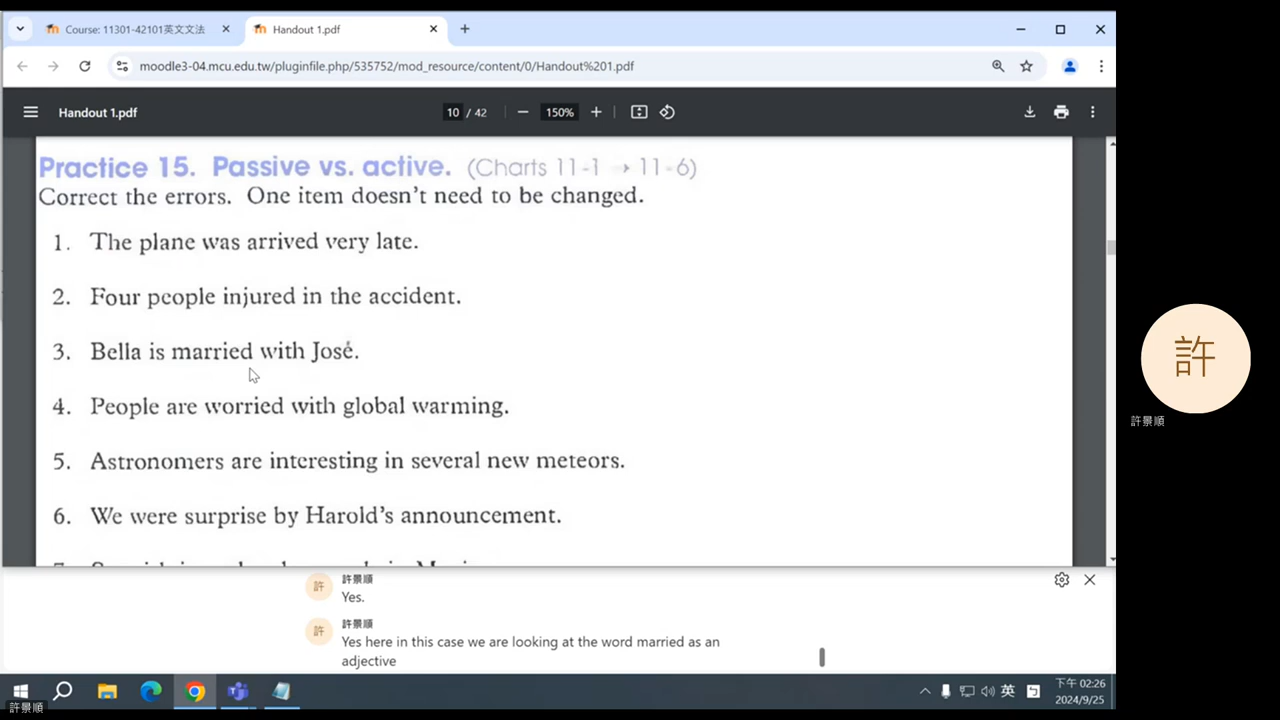 Course: 11301-42101英文文法
Handout 1.pdf
moodle3-04.mcu.edu.tw/pluginfile.php/535752/mod_resource/content/0/Handout%201.pdf
Handout 1.pdf
10 / 42
150%
Practice 15. Passive vs. active. (Charts 11-1 → 11-6)
Correct the errors. One item doesn't need to be changed.
1. The plane was arrived very late.
2. Four people injured in the accident.
3. Bella is married with José.
4. People are worried with global warming.
5. Astronomers are interesting in several new meteors.
6. We were surprise by Harold's announcement.
許
許景順
許景順
許
Yes.
許景順
許
Yes here in this case we are looking at the word married as an
adjective
英
下午 02:26
2024/9/25
許景順